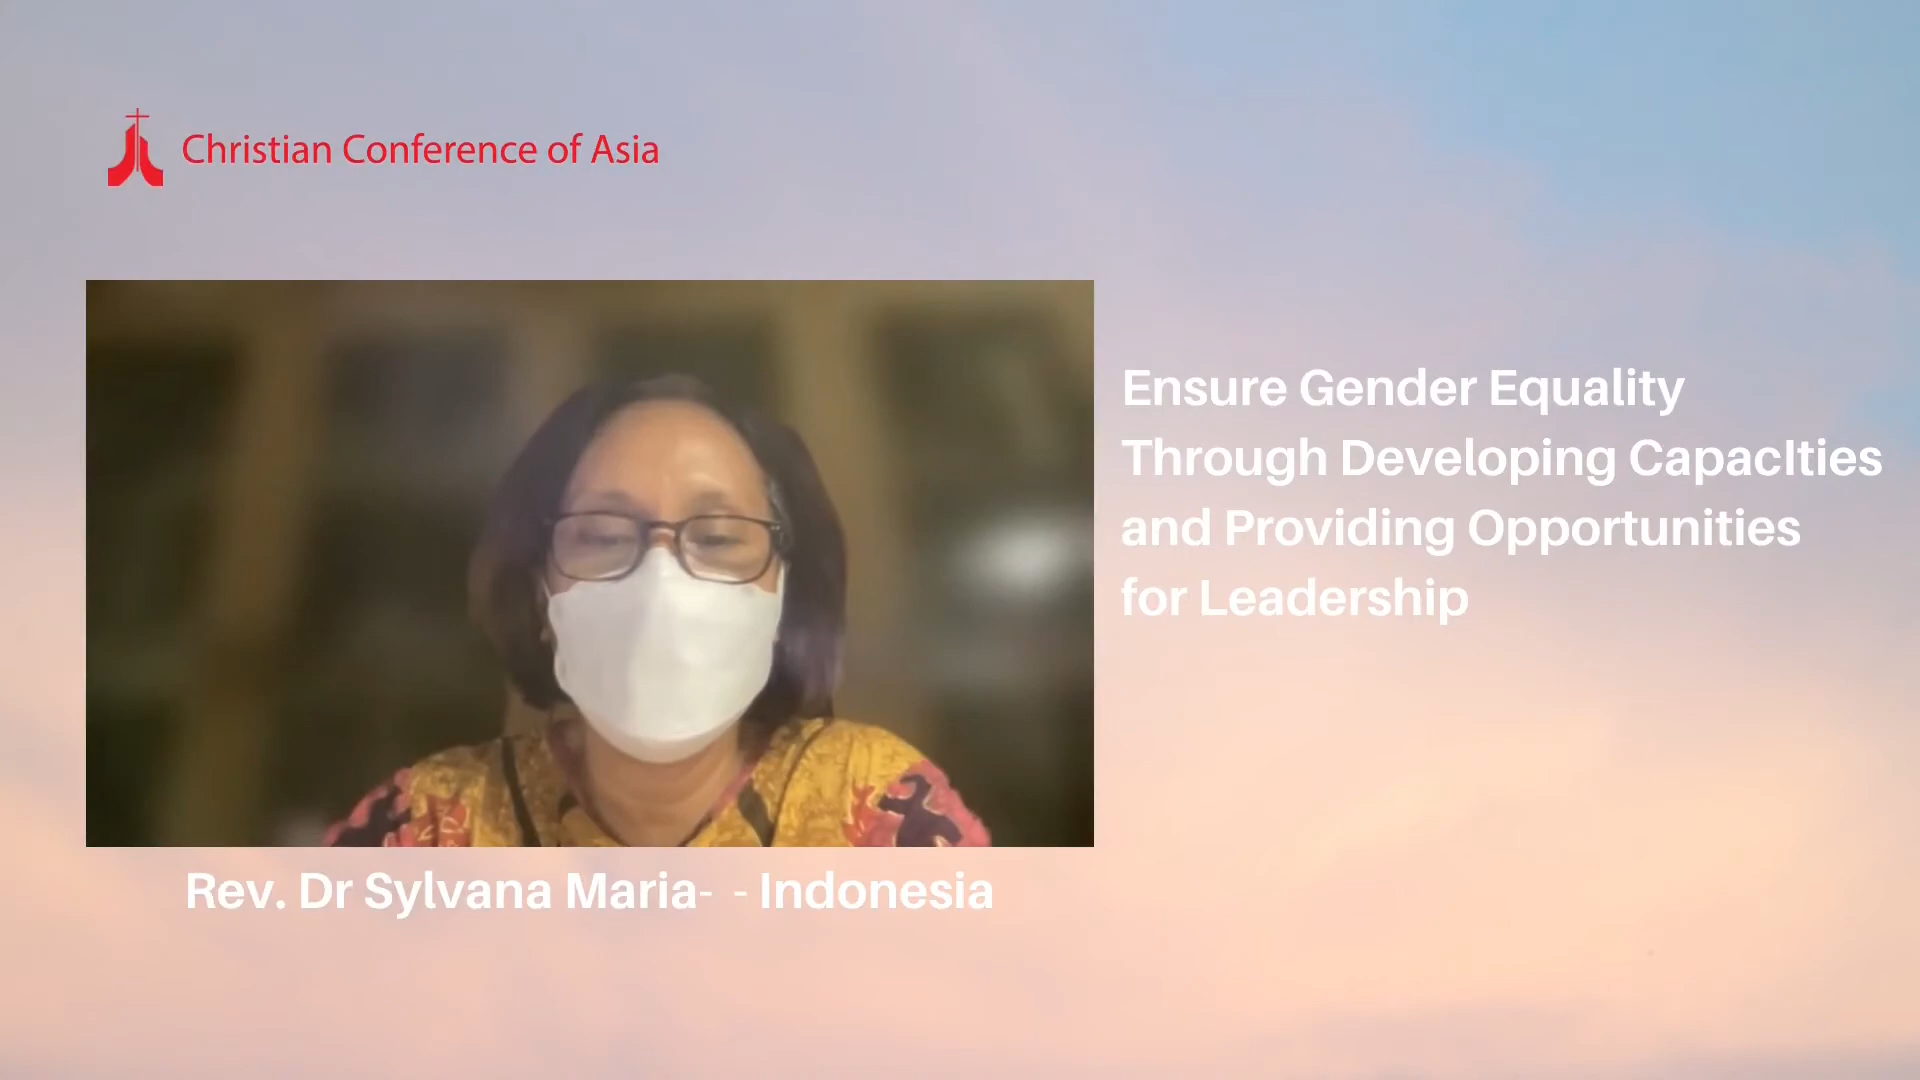 Christian Conference of Asia
Ensure Gender Equality
Through Developing CapacIties
and Providing Opportunities
for Leadership
Rev. Dr Sylvana Maria- - Indonesia